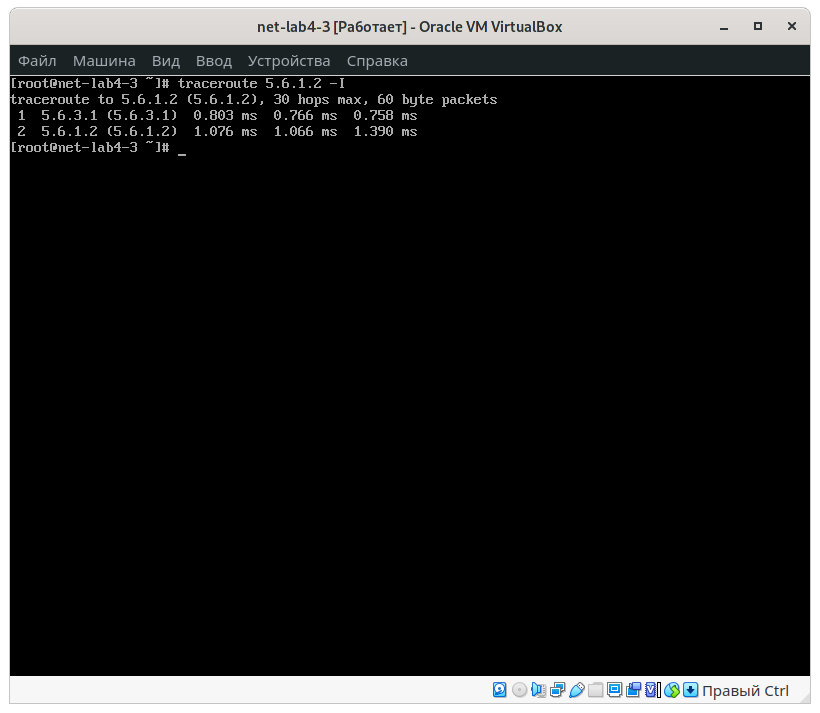 net-lab4-3 [Работает] - Oracle VM VirtualBox
Файл Машина Вид Ввод Устройства Справка
[root@net-lab4-3 ~]# traceroute 5.6.1.2 -I
traceroute to 5.6.1.2 (5.6.1.2), 30 hops max, 60 byte packets
 1  5.6.3.1 (5.6.3.1)  0.803 ms  0.766 ms  0.758 ms
 2  5.6.1.2 (5.6.1.2)  1.076 ms  1.066 ms  1.390 ms
[root@net-lab4-3 ~]# _
Правый Ctrl